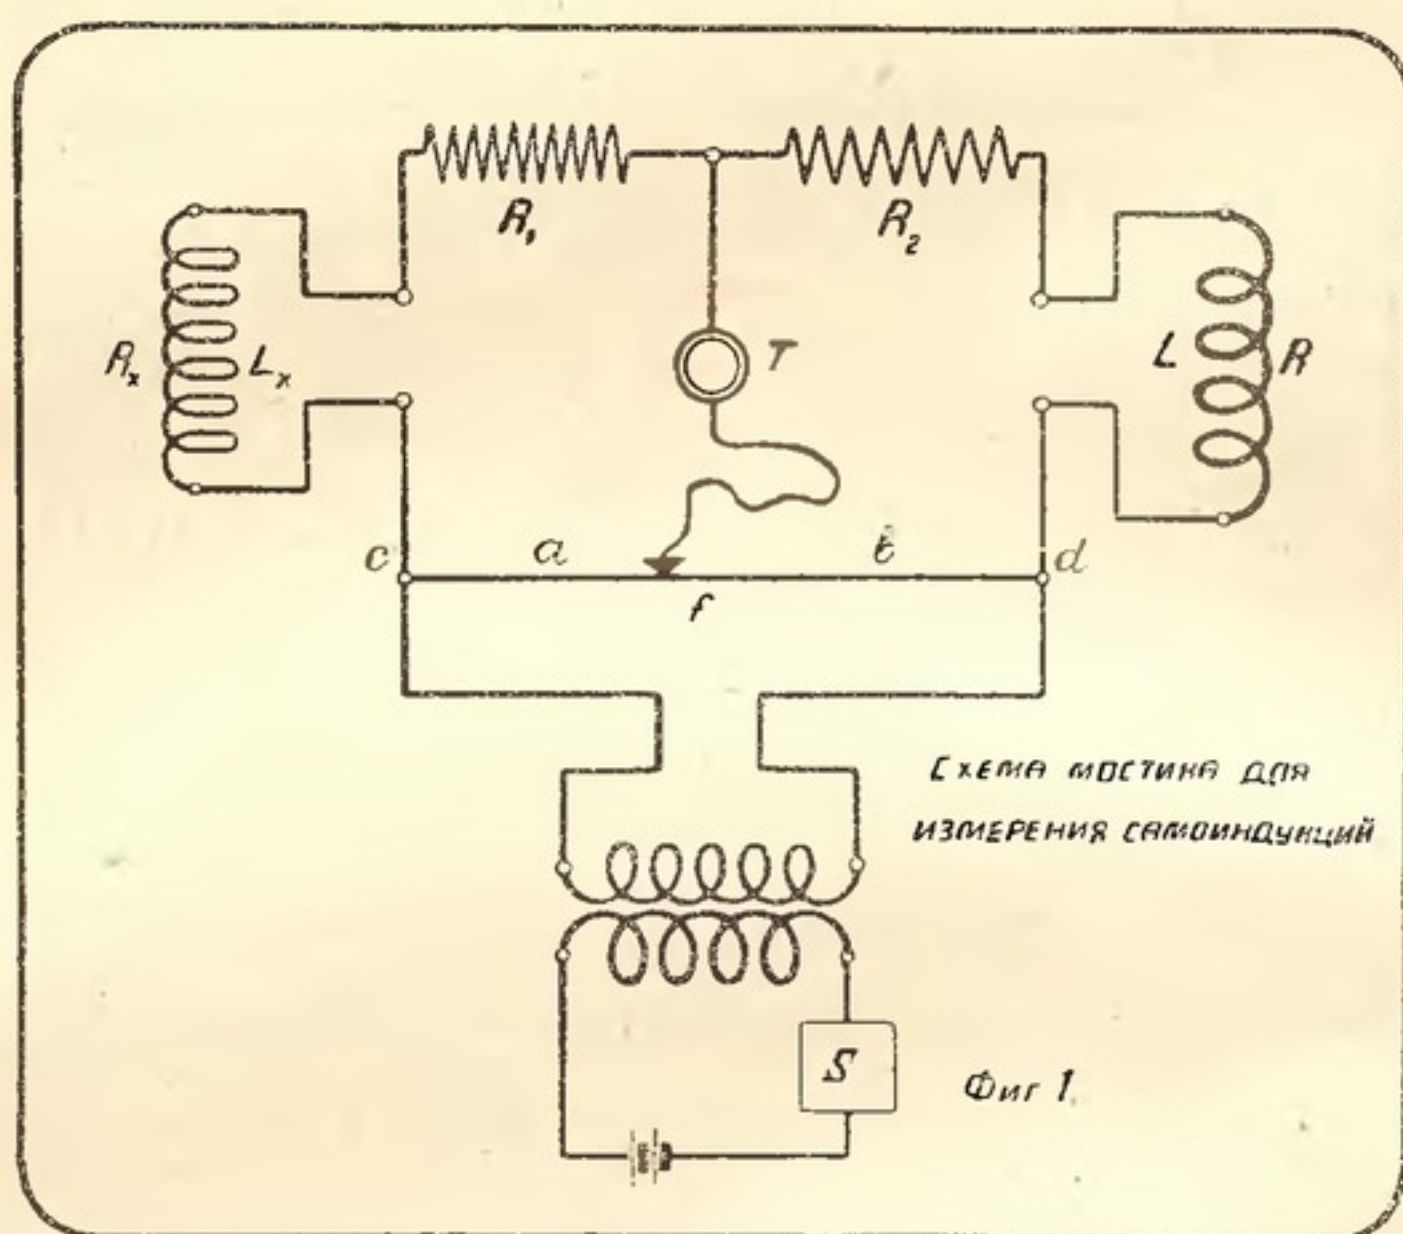 R₁
R₂
Rₓ
Lₓ
T
L
R
c
a
b
d
f
Схема мостика для
измерения самоиндукций
S
Фиг 1.